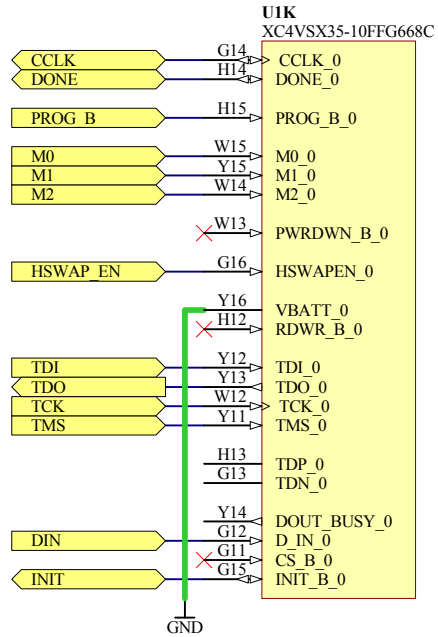 U1K
XC4VSX35-10FFG668C
CCLK G14 CCLK_0
DONE H14 DONE_0
PROG B H15 PROG_B_0
M0 W15 M0_0
M1 Y15 M1_0
M2 W14 M2_0
W13 PWRDWN_B_0
HSWAP_EN G16 HSWAPEN_0
Y16 VBATT_0
H12 RDWR_B_0
TDI Y12 TDI_0
TDO Y13 TDO_0
TCK W12 TCK_0
TMS Y11 TMS_0
H13 TDP_0
G13 TDN_0
Y14 DOUT_BUSY_0
DIN G12 D_IN_0
G11 CS_B_0
INIT G15 INIT_B_0
GND